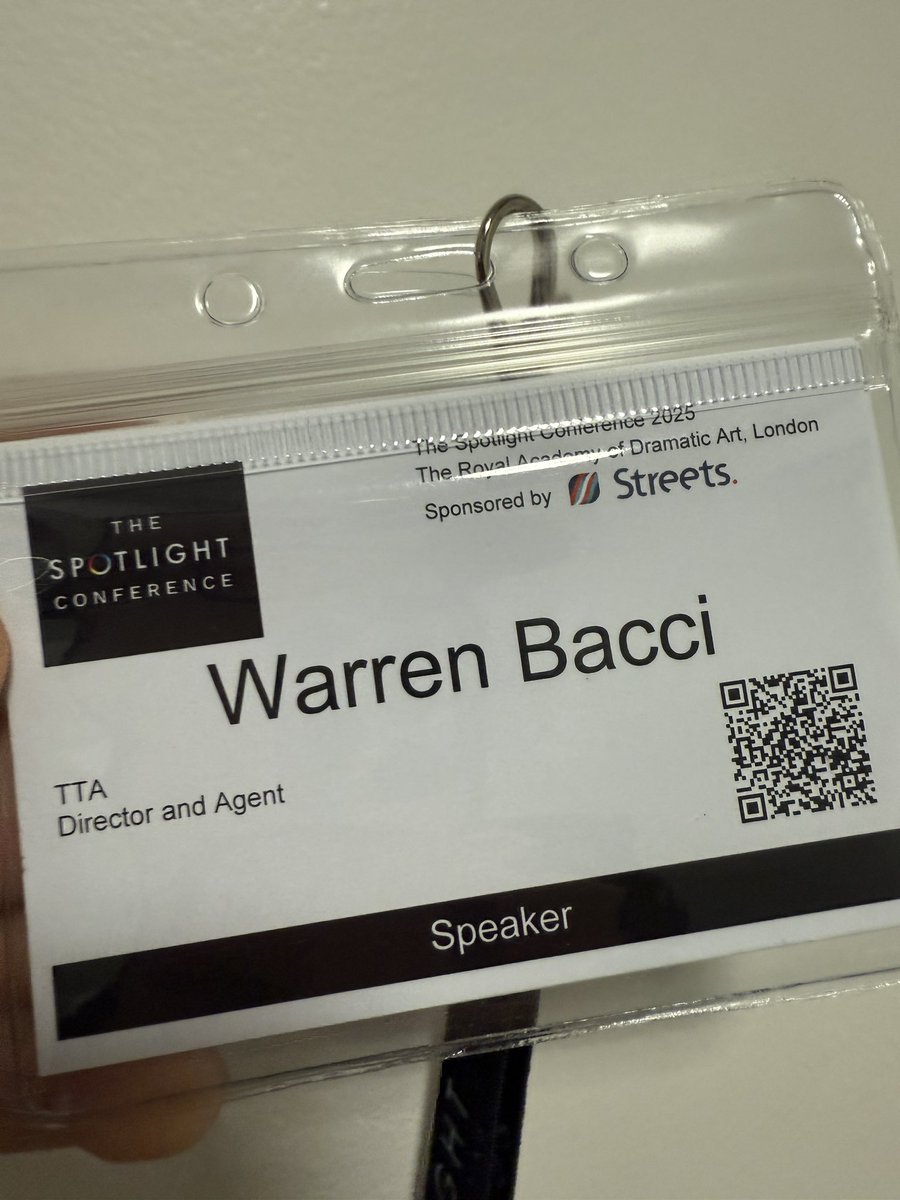 The Spotlight Conference 2025
The Royal Academy of Dramatic Art, London
Sponsored by Streets.
THE
SPOTLIGHT
CONFERENCE
Warren Bacci
TTA
Director and Agent
Speaker
GHT